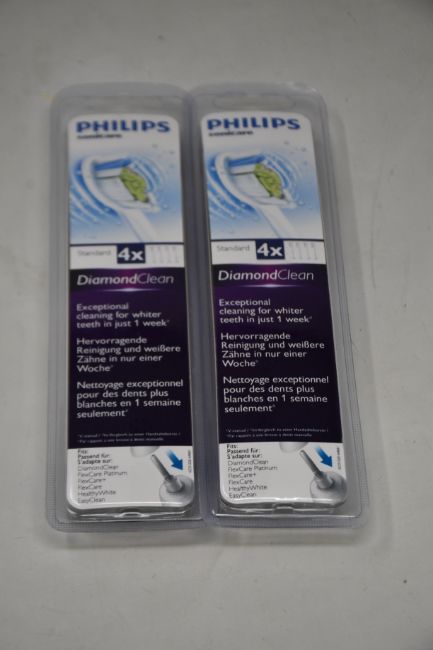 PHILIPS
sonicare
Standard 4x
DiamondClean
Exceptional
cleaning for whiter
teeth in just 1 week*
Hervorragende
Reinigung und weißere
Zähne in nur einer
Woche*
Nettoyage exceptionnel
pour des dents plus
blanches en 1 semaine
seulement*
Fits:
Passend für:
S'adapte sur:
DiamondClean
FlexCare Platinum
FlexCare+
FlexCare
HealthyWhite
EasyClean
PHILIPS
sonicare
Standard 4x
DiamondClean
Exceptional
cleaning for whiter
teeth in just 1 week*
Hervorragende
Reinigung und weißere
Zähne in nur einer
Woche*
Nettoyage exceptionnel
pour des dents plus
blanches en 1 semaine
seulement*
Fits:
Passend für:
S'adapte sur:
DiamondClean
FlexCare Platinum
FlexCare+
FlexCare
HealthyWhite
EasyClean